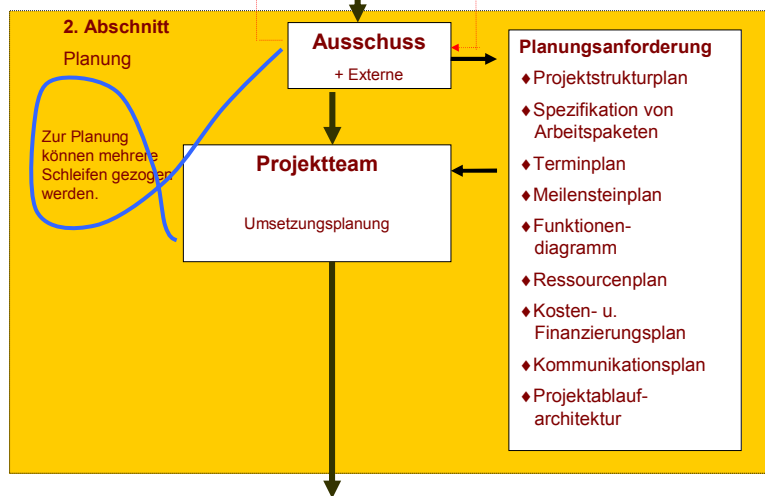 2. Abschnitt
Planung
Zur Planung
können mehrere
Schleifen gezogen
werden.
Ausschuss
+ Externe
Projektteam
Umsetzungsplanung
Planungsanforderung
♦Projektstrukturplan
♦Spezifikation von
Arbeitspaketen
♦Terminplan
♦Meilensteinplan
♦Funktionen-
diagramm
♦Ressourcenplan
♦Kosten- u.
Finanzierungsplan
♦Kommunikationsplan
♦Projektablauf-
architektur